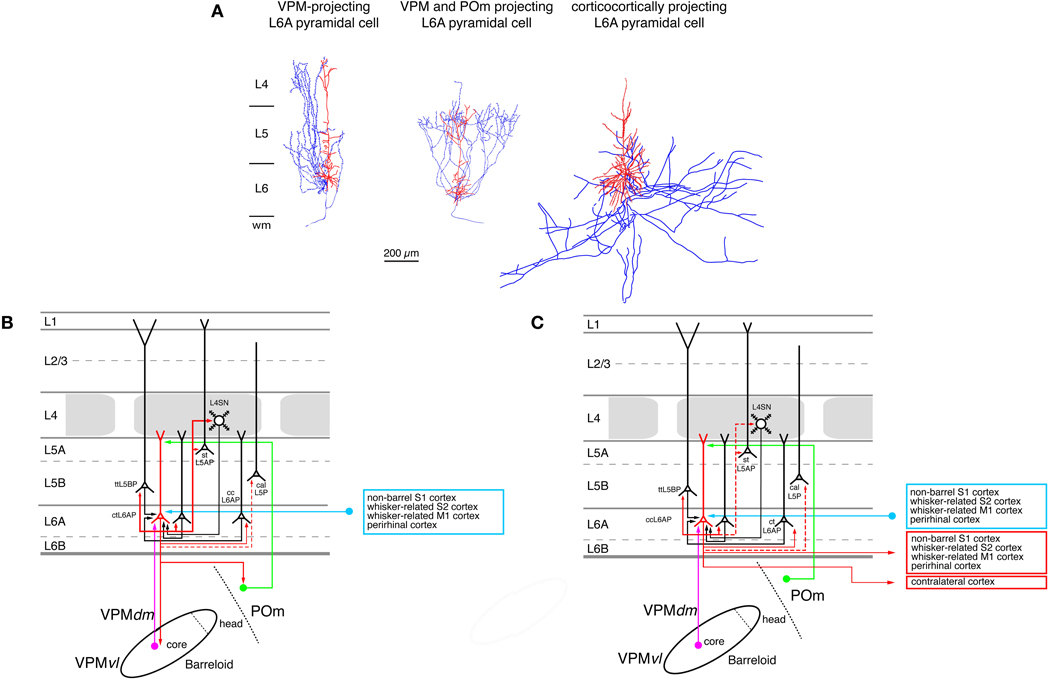 A
VPM-projecting
L6A pyramidal cell
VPM and POm projecting
L6A pyramidal cell
corticocortically projecting
L6A pyramidal cell
L4
L5
L6
wm
200 µm
B
L1
L2/3
L4
L5A
L5B
L6A
L6B
L4SN
st
L5AP
ttL5BP
cal
L5P
cc
L6AP
ctL6AP
non-barrel S1 cortex
whisker-related S2 cortex
whisker-related M1 cortex
perirhinal cortex
POm
VPMdm
head
core
VPMvl
Barreloid
C
L1
L2/3
L4
L5A
L5B
L6A
L6B
L4SN
st
L5AP
ttL5BP
cal
L5P
ccL6AP
ct
L6AP
non-barrel S1 cortex
whisker-related S2 cortex
whisker-related M1 cortex
perirhinal cortex
non-barrel S1 cortex
whisker-related S2 cortex
whisker-related M1 cortex
perirhinal cortex
contralateral cortex
POm
VPMdm
head
core
VPMvl
Barreloid